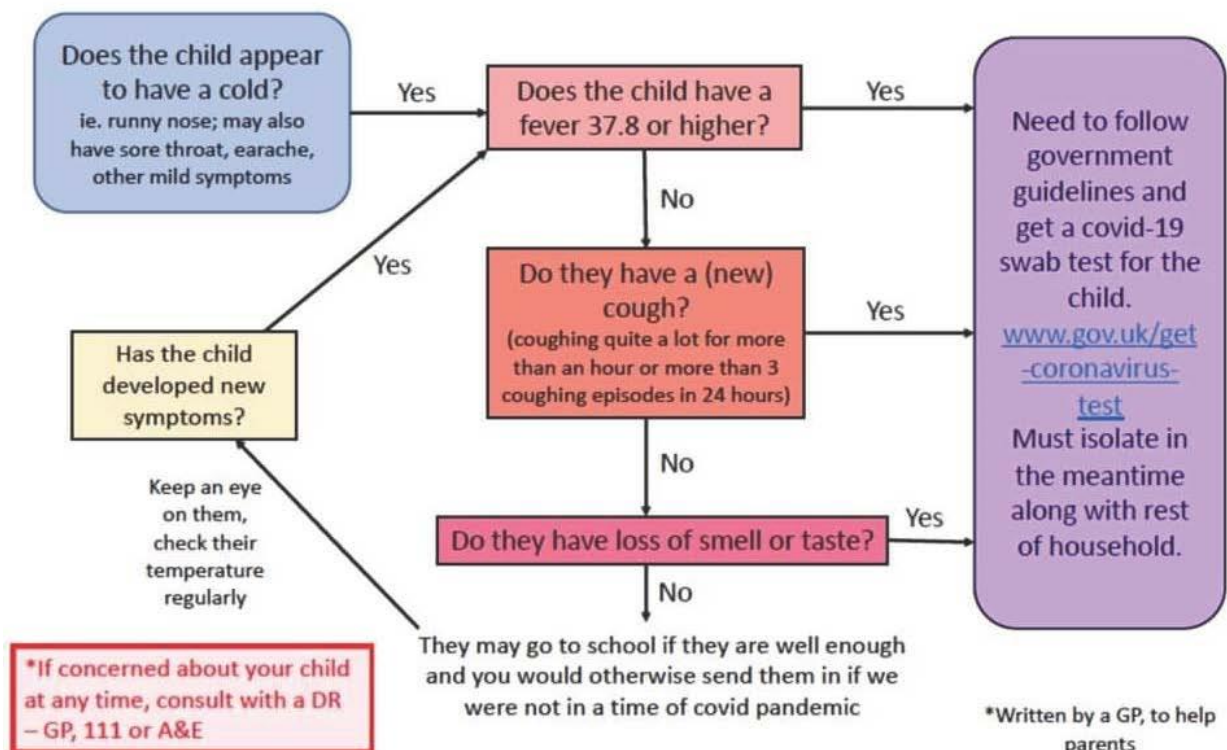 Does the child appear
to have a cold?
ie. runny nose; may also
have sore throat, earache,
other mild symptoms
Yes
Does the child have a
fever 37.8 or higher?
Yes
Need to follow
government
guidelines and
get a covid-19
swab test for the
child.
www.gov.uk/get
-coronavirus-
test
Must isolate in
the meantime
along with rest
of household.
No
Yes
Do they have a (new)
cough?
(coughing quite a lot for more
than an hour or more than 3
coughing episodes in 24 hours)
Yes
Has the child
developed new
symptoms?
No
Keep an eye
on them,
check their
temperature
regularly
Do they have loss of smell or taste?
Yes
No
They may go to school if they are well enough
and you would otherwise send them in if we
were not in a time of covid pandemic
*If concerned about your child
at any time, consult with a DR
– GP, 111 or A&E
*Written by a GP, to help
parents